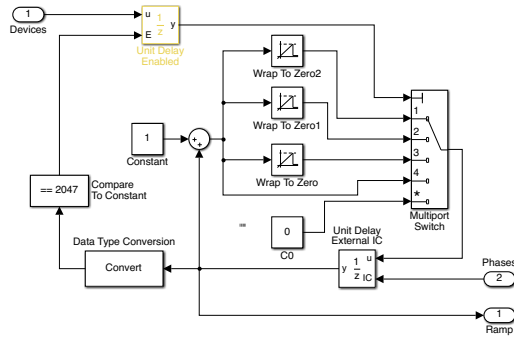 1
Devices
u
E
1
z
y
Unit Delay
Enabled
Wrap To Zero2
Wrap To Zero1
Wrap To Zero
1
Constant
+
+
1
2
3
4
*
Multiport
Switch
== 2047
Compare
To Constant
0
C0
Data Type Conversion
Convert
Unit Delay
External IC
y
1
z
u
IC
Phases
2
1
Ramp